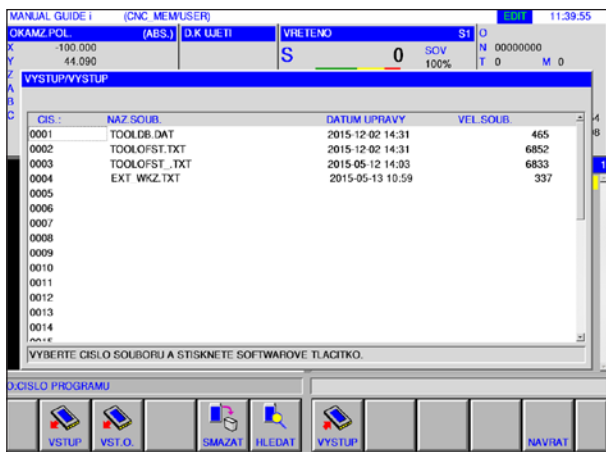 MANUAL GUIDE i (CNC_MEM/USER) EDIT 11:39:55
OKAMZ.POL. (ABS.) D.K UJETI VRETENO S1 O
X -100.000 S 0 SOV N 00000000
Y 44.090 100% T 0 M 0
Z VYSTUP/VYSTUP
A
B
C CIS.: NAZ.SOUB. DATUM UPRAVY VEL.SOUB.
0001 TOOLDB.DAT 2015-12-02 14:31 465
0002 TOOLOFST.TXT 2015-12-02 14:31 6852
0003 TOOLOFST_.TXT 2015-05-12 14:03 6833
0004 EXT_WKZ.TXT 2015-05-13 10:59 337
0005
0006
0007
0008
0009
0010
0011
0012
0013
0014
VYBERTE CISLO SOUBORU A STISKNETE SOFTWAROVE TLACITKO.
O:CISLO PROGRAMU
VSTUP VST.O. SMAZAT HLEDAT VYSTUP NAVRAT